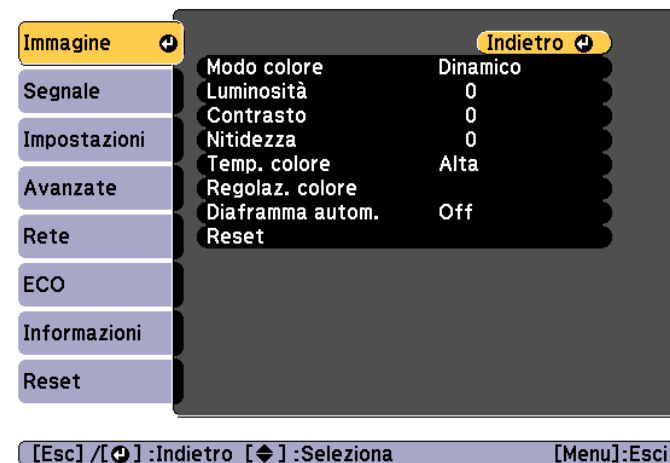 Immagine
Segnale
Impostazioni
Avanzate
Rete
ECO
Informazioni
Reset
Indietro
Modo colore Dinamico
Luminosità 0
Contrasto 0
Nitidezza 0
Temp. colore Alta
Regolaz. colore
Diaframma autom. Off
Reset
[Esc] /[⏎] :Indietro [◆] :Seleziona [Menu]:Esci